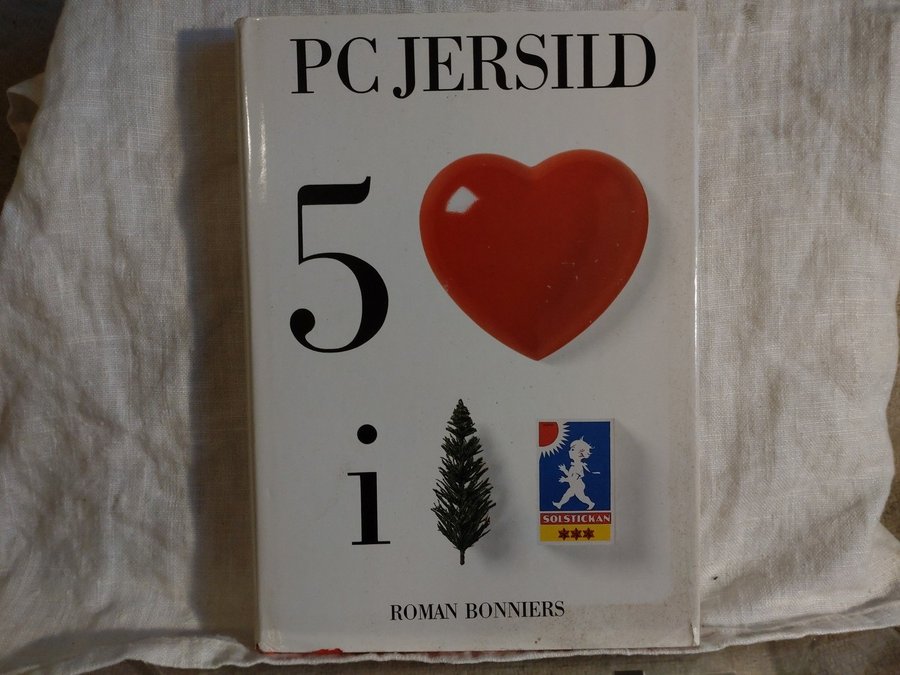 PC JERSILD
5
i
SOLSTICKAN
ROMAN BONNIERS